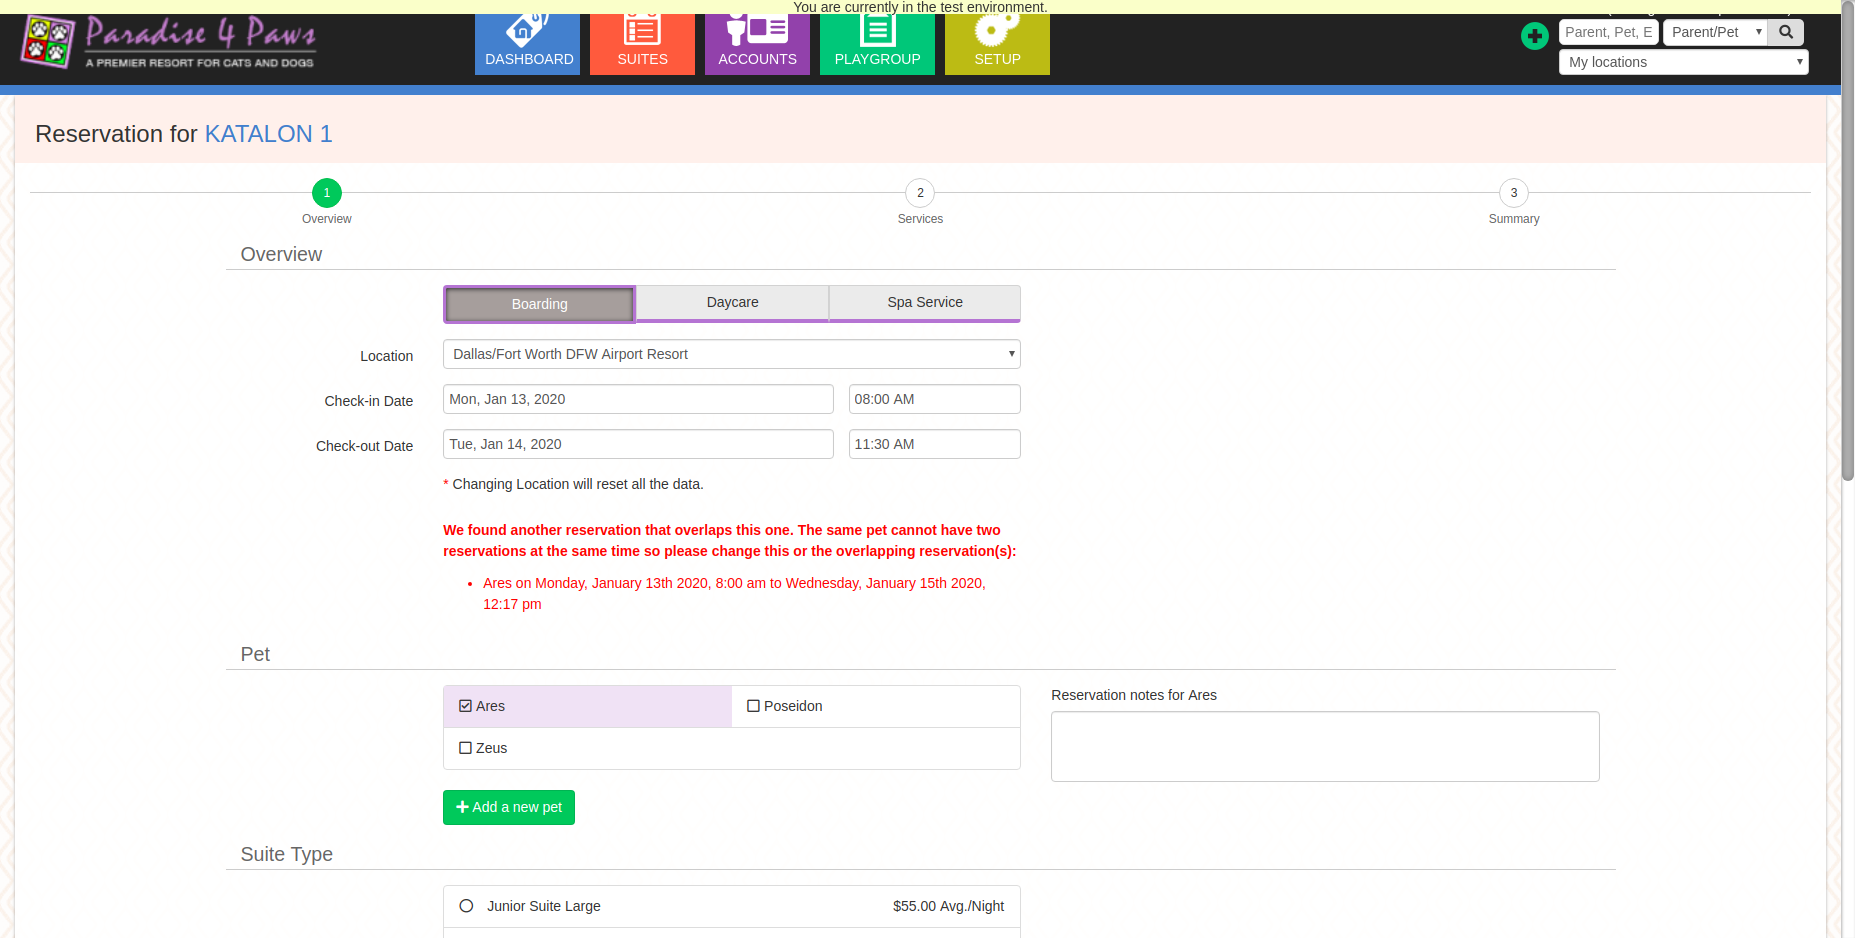 You are currently in the test environment.
Paradise 4 Paws
A PREMIER RESORT FOR CATS AND DOGS
DASHBOARD
SUITES
ACCOUNTS
PLAYGROUP
SETUP
Parent, Pet, E
Parent/Pet
My locations
Reservation for KATALON 1
1
2
3
Overview
Services
Summary
Overview
Boarding
Daycare
Spa Service
Location
Dallas/Fort Worth DFW Airport Resort
Check-in Date
Mon, Jan 13, 2020
08:00 AM
Check-out Date
Tue, Jan 14, 2020
11:30 AM
* Changing Location will reset all the data.
We found another reservation that overlaps this one. The same pet cannot have two
reservations at the same time so please change this or the overlapping reservation(s):
• Ares on Monday, January 13th 2020, 8:00 am to Wednesday, January 15th 2020,
12:17 pm
Pet
Ares
Poseidon
Reservation notes for Ares
Zeus
Add a new pet
Suite Type
Junior Suite Large
$55.00 Avg./Night